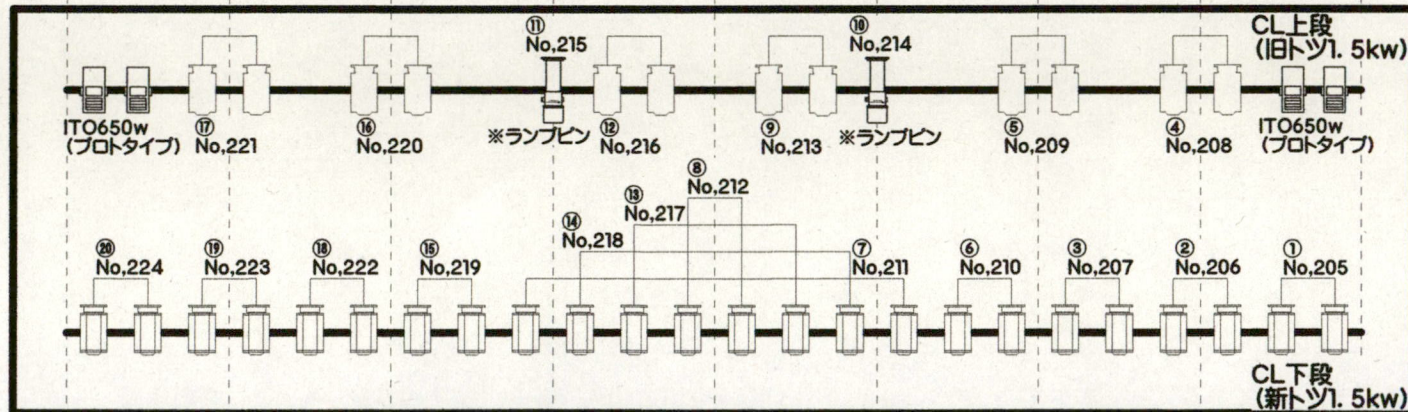 ⑪
No,215
⑩
No,214
CL上段
(旧トツ1.5kw)
ITO650w
(プロトタイプ)
⑰
No,221
⑯
No,220
※ランプピン
⑫
No,216
⑨
No,213
※ランプピン
⑤
No,209
④
No,208
ITO650w
(プロトタイプ)
⑧
No,212
⑬
No,217
⑭
No,218
⑳
No,224
⑲
No,223
⑱
No,222
⑮
No,219
⑦
No,211
⑥
No,210
③
No,207
②
No,206
①
No,205
CL下段
(新トツ1.5kw)